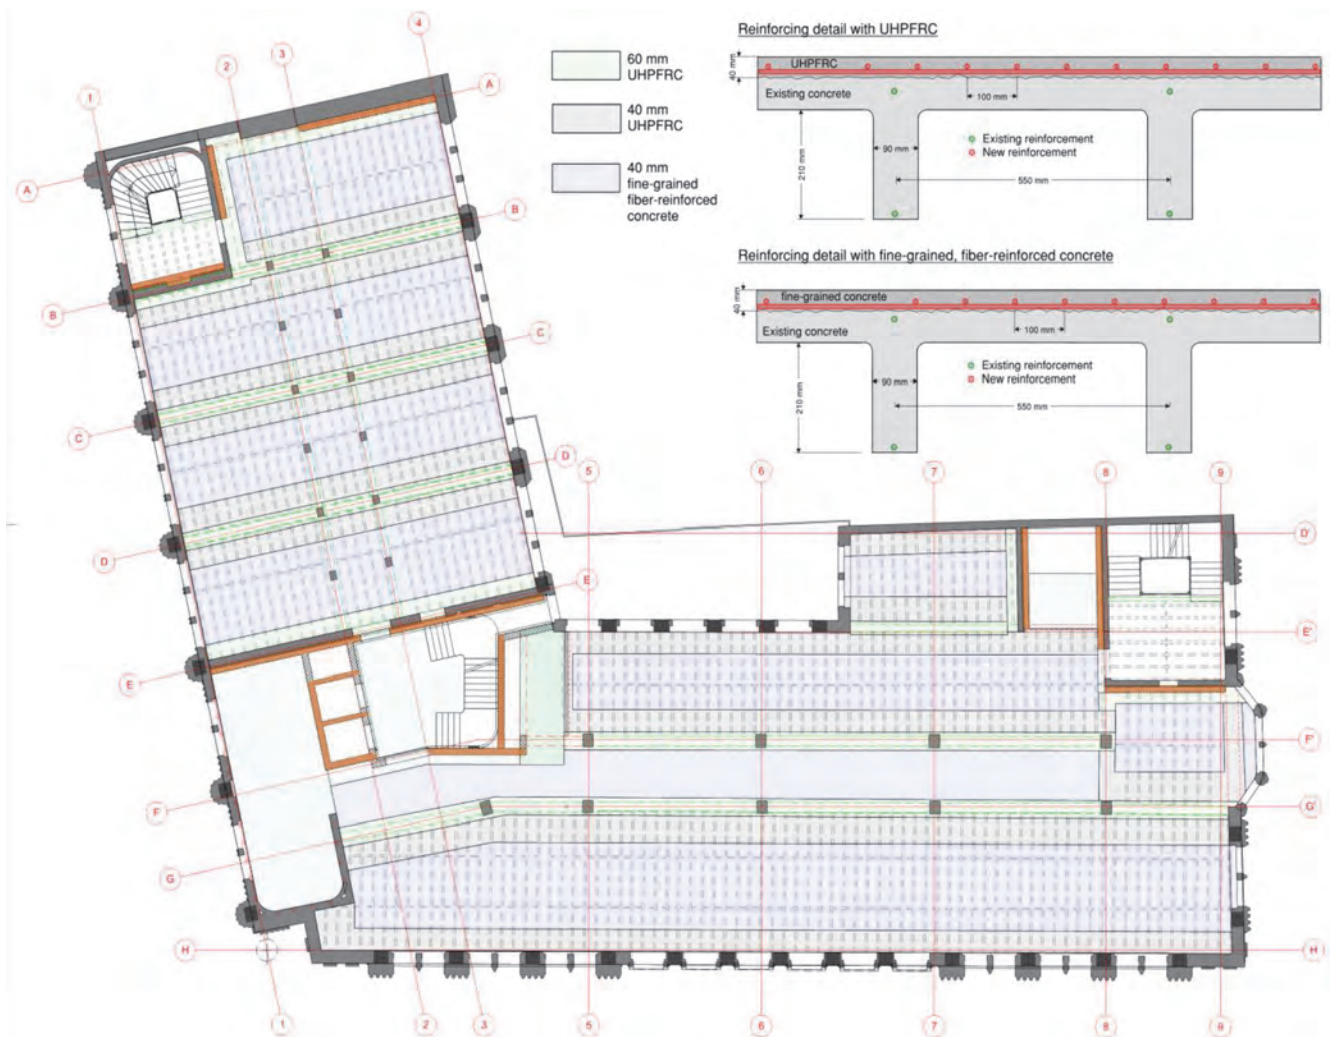 60 mm
UHPFRC
40 mm
UHPFRC
40 mm
fine-grained
fiber-reinforced
concrete
Reinforcing detail with UHPFRC
UHPFRC
40 mm
Existing concrete
100 mm
210 mm
90 mm
Existing reinforcement
New reinforcement
550 mm
Reinforcing detail with fine-grained, fiber-reinforced concrete
fine-grained concrete
40 mm
Existing concrete
100 mm
210 mm
90 mm
Existing reinforcement
New reinforcement
550 mm
4
3
2
1
A
A
B
B
C
C
D
D
E
E
5
6
7
8
9
D'
E'
F'
F
G'
G
H
H
1
2
3
5
6
7
8
9